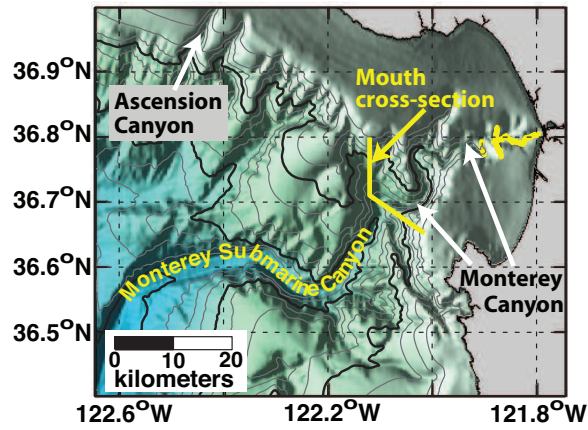 36.9°N
36.8°N
36.7°N
36.6°N
36.5°N
Ascension
Canyon
Mouth
cross-section
Monterey Submarine Canyon
Monterey
Canyon
0 10 20
kilometers
122.6°W 122.2°W 121.8°W